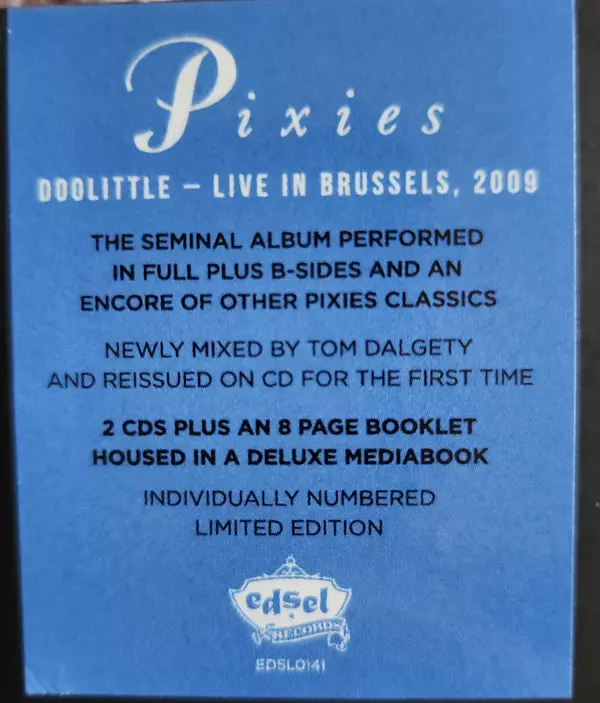 Pixies
DOOLITTLE – LIVE IN BRUSSELS, 2009
THE SEMINAL ALBUM PERFORMED
IN FULL PLUS B-SIDES AND AN
ENCORE OF OTHER PIXIES CLASSICS
NEWLY MIXED BY TOM DALGETY
AND REISSUED ON CD FOR THE FIRST TIME
2 CDS PLUS AN 8 PAGE BOOKLET
HOUSED IN A DELUXE MEDIABOOK
INDIVIDUALLY NUMBERED
LIMITED EDITION
edsel
RECORDS
EDSL0141